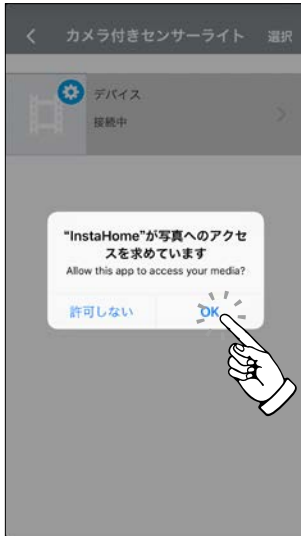 カメラ付きセンサーライト 選択
デバイス
接続中
“InstaHome”が写真へのアクセ
スを求めています
Allow this app to access your media?
許可しない OK